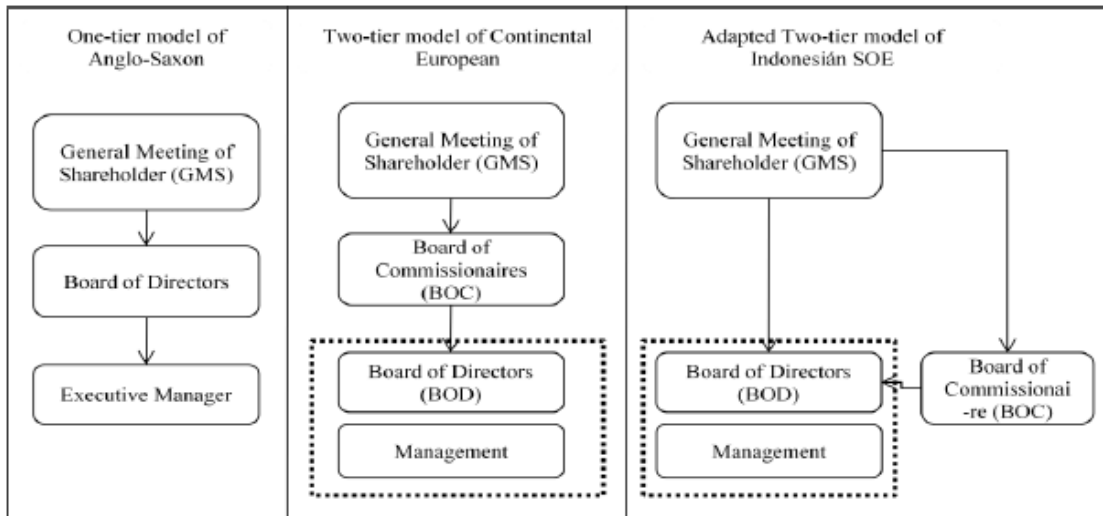 One-tier model of
Anglo-Saxon
General Meeting of
Shareholder (GMS)
Board of Directors
Executive Manager
Two-tier model of Continental
European
General Meeting of
Shareholder (GMS)
Board of
Commissionaires
(BOC)
Board of Directors
(BOD)
Management
Adapted Two-tier model of
Indonesián SOE
General Meeting of
Shareholder (GMS)
Board of Directors
(BOD)
Management
Board of
Commissionai
-re (BOC)